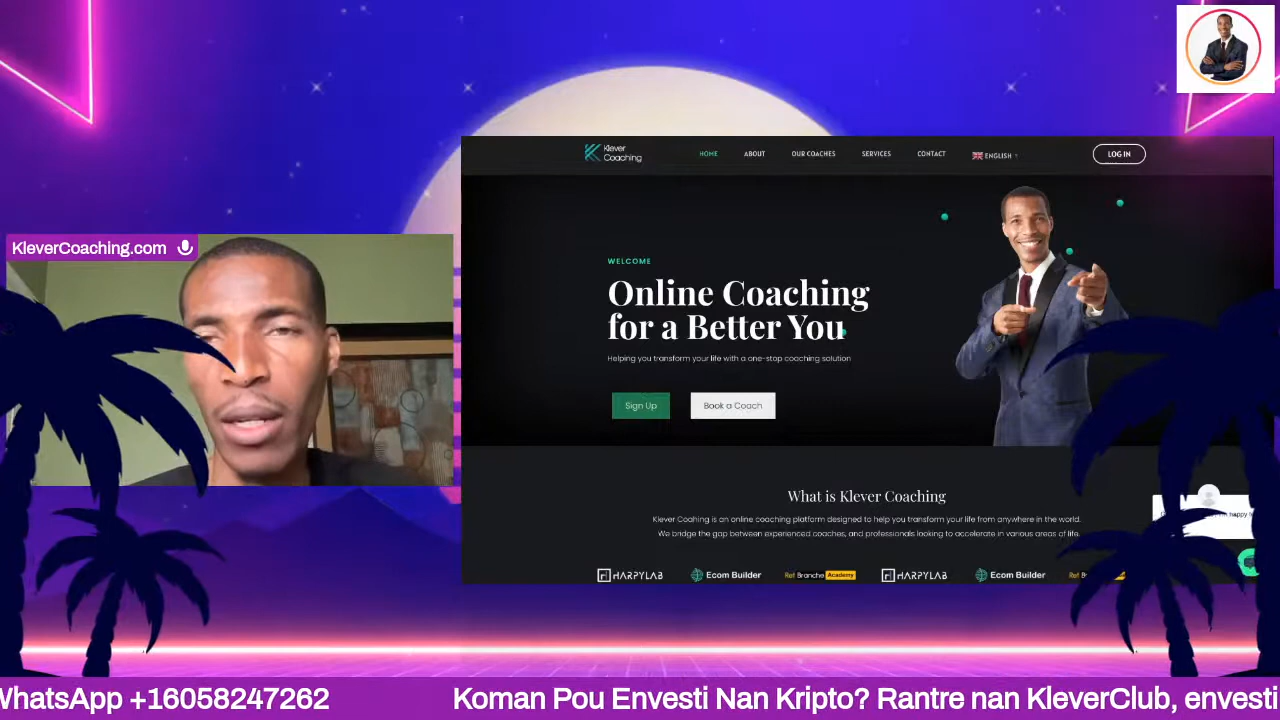 KleverCoaching.com
Klever
Coaching
HOME
ABOUT
OUR COACHES
SERVICES
CONTACT
ENGLISH
LOG IN
WELCOME
Online Coaching
for a Better You
Helping you transform your life with a one-stop coaching solution
Sign Up
Book a Coach
What is Klever Coaching
Klever Coahing is an online coaching platform designed to help you transform your life from anywhere in the world.
We bridge the gap between experienced coaches, and professionals looking to accelerate in various areas of life.
HARPYLAB
Ecom Builder
Ret Branche Academy
HARPYLAB
Ecom Builder
happy
WhatsApp +16058247262
Koman Pou Envesti Nan Kripto? Rantre nan KleverClub, envesti